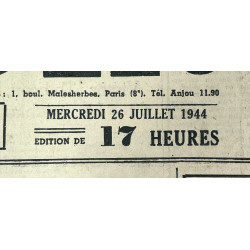 : 1, boul. Malesherbes, Paris (8e). Tél. Anjou 11.90
MERCREDI 26 JUILLET 1944
EDITION DE 17 HEURES